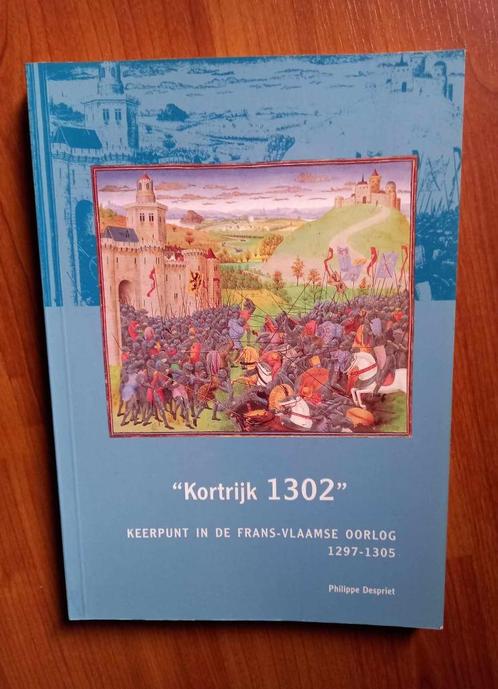 “Kortrijk 1302”
KEERPUNT IN DE FRANS-VLAAMSE OORLOG
1297-1305
Philippe Despriet